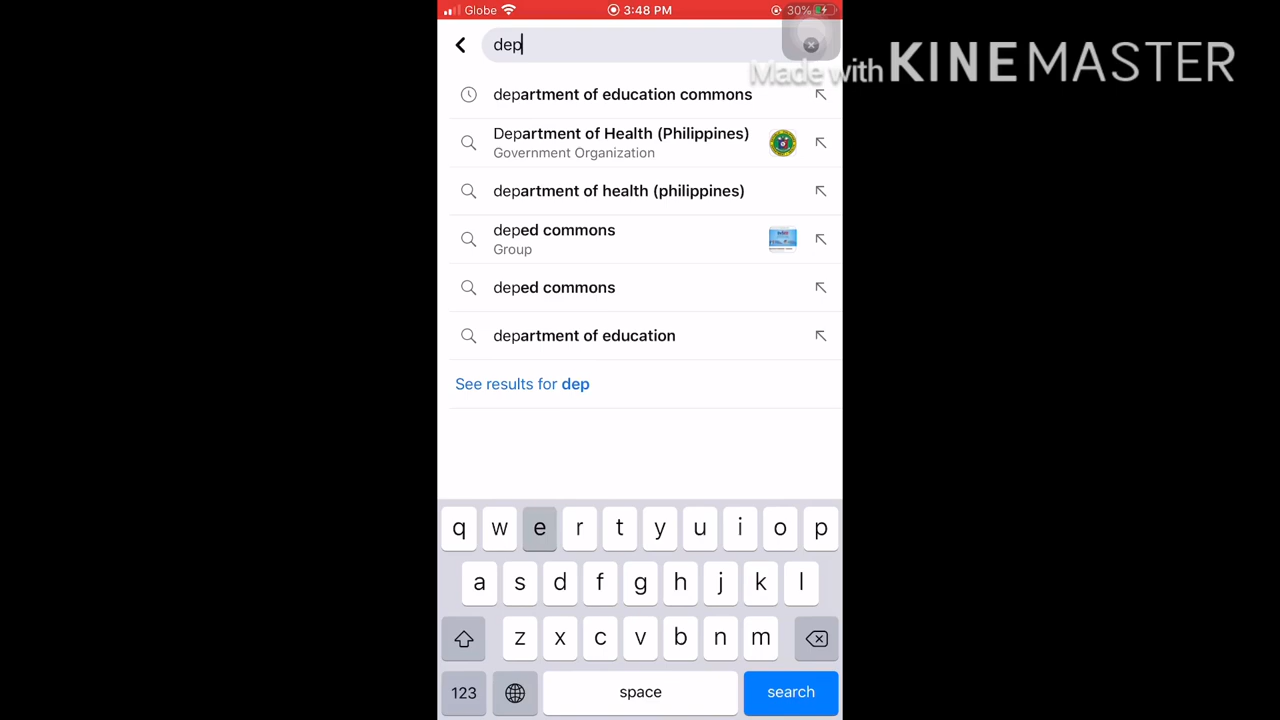 Globe 3:48 PM 30%
dep
Made with KINEMASTER
department of education commons
Department of Health (Philippines)
Government Organization
department of health (philippines)
deped commons
Group
deped commons
department of education
See results for dep
q w e r t y u i o p
a s d f g h j k l
z x c v b n m
123 space search